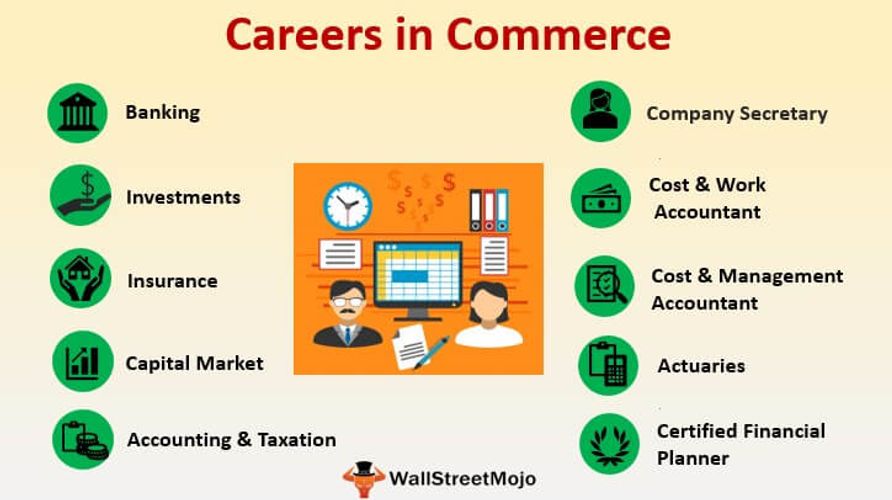 Careers in Commerce
Banking
Investments
Insurance
Capital Market
Accounting & Taxation
Company Secretary
Cost & Work
Accountant
Cost & Management
Accountant
Actuaries
Certified Financial
Planner
WallStreetMojo